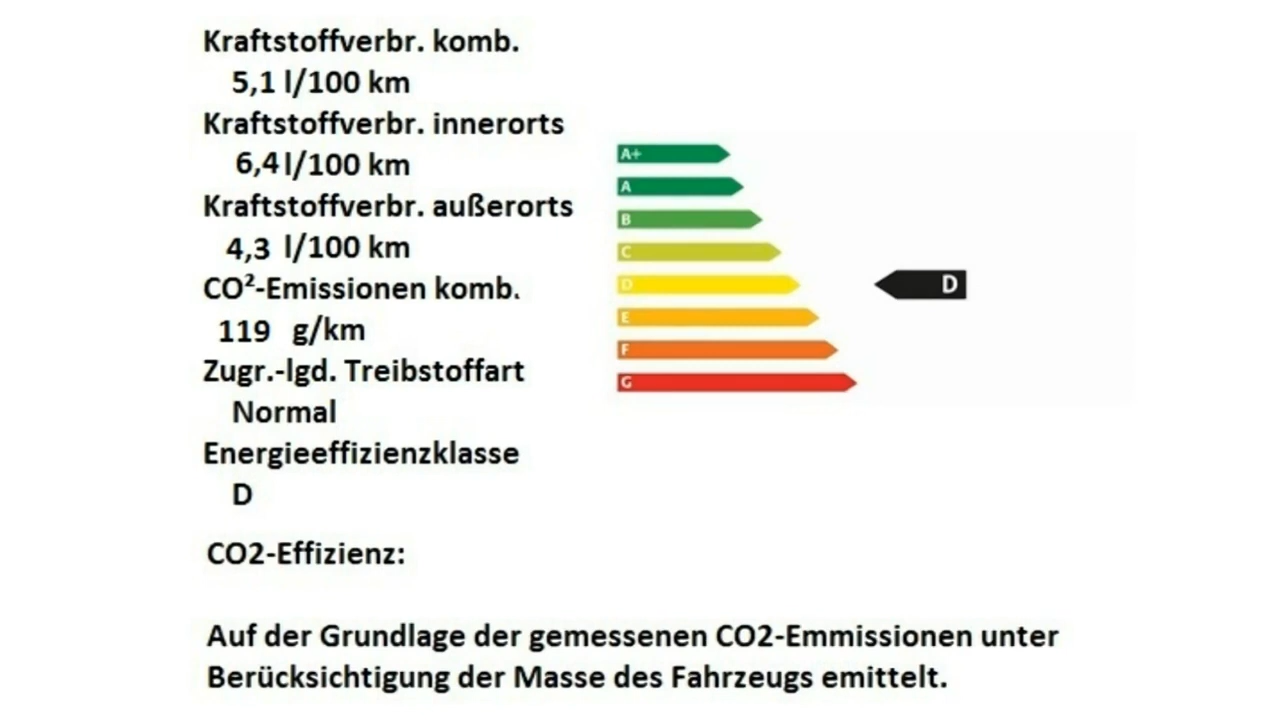 Kraftstoffverbr. komb.
5,1 l/100 km
Kraftstoffverbr. innerorts
6,4 l/100 km
Kraftstoffverbr. außerorts
4,3 l/100 km
CO²-Emissionen komb.
119 g/km
Zugr.-lgd. Treibstoffart
Normal
Energieeffizienzklasse
D
A+
A
B
C
D
D
E
F
G
CO2-Effizienz:
Auf der Grundlage der gemessenen CO2-Emmissionen unter
Berücksichtigung der Masse des Fahrzeugs emittelt.